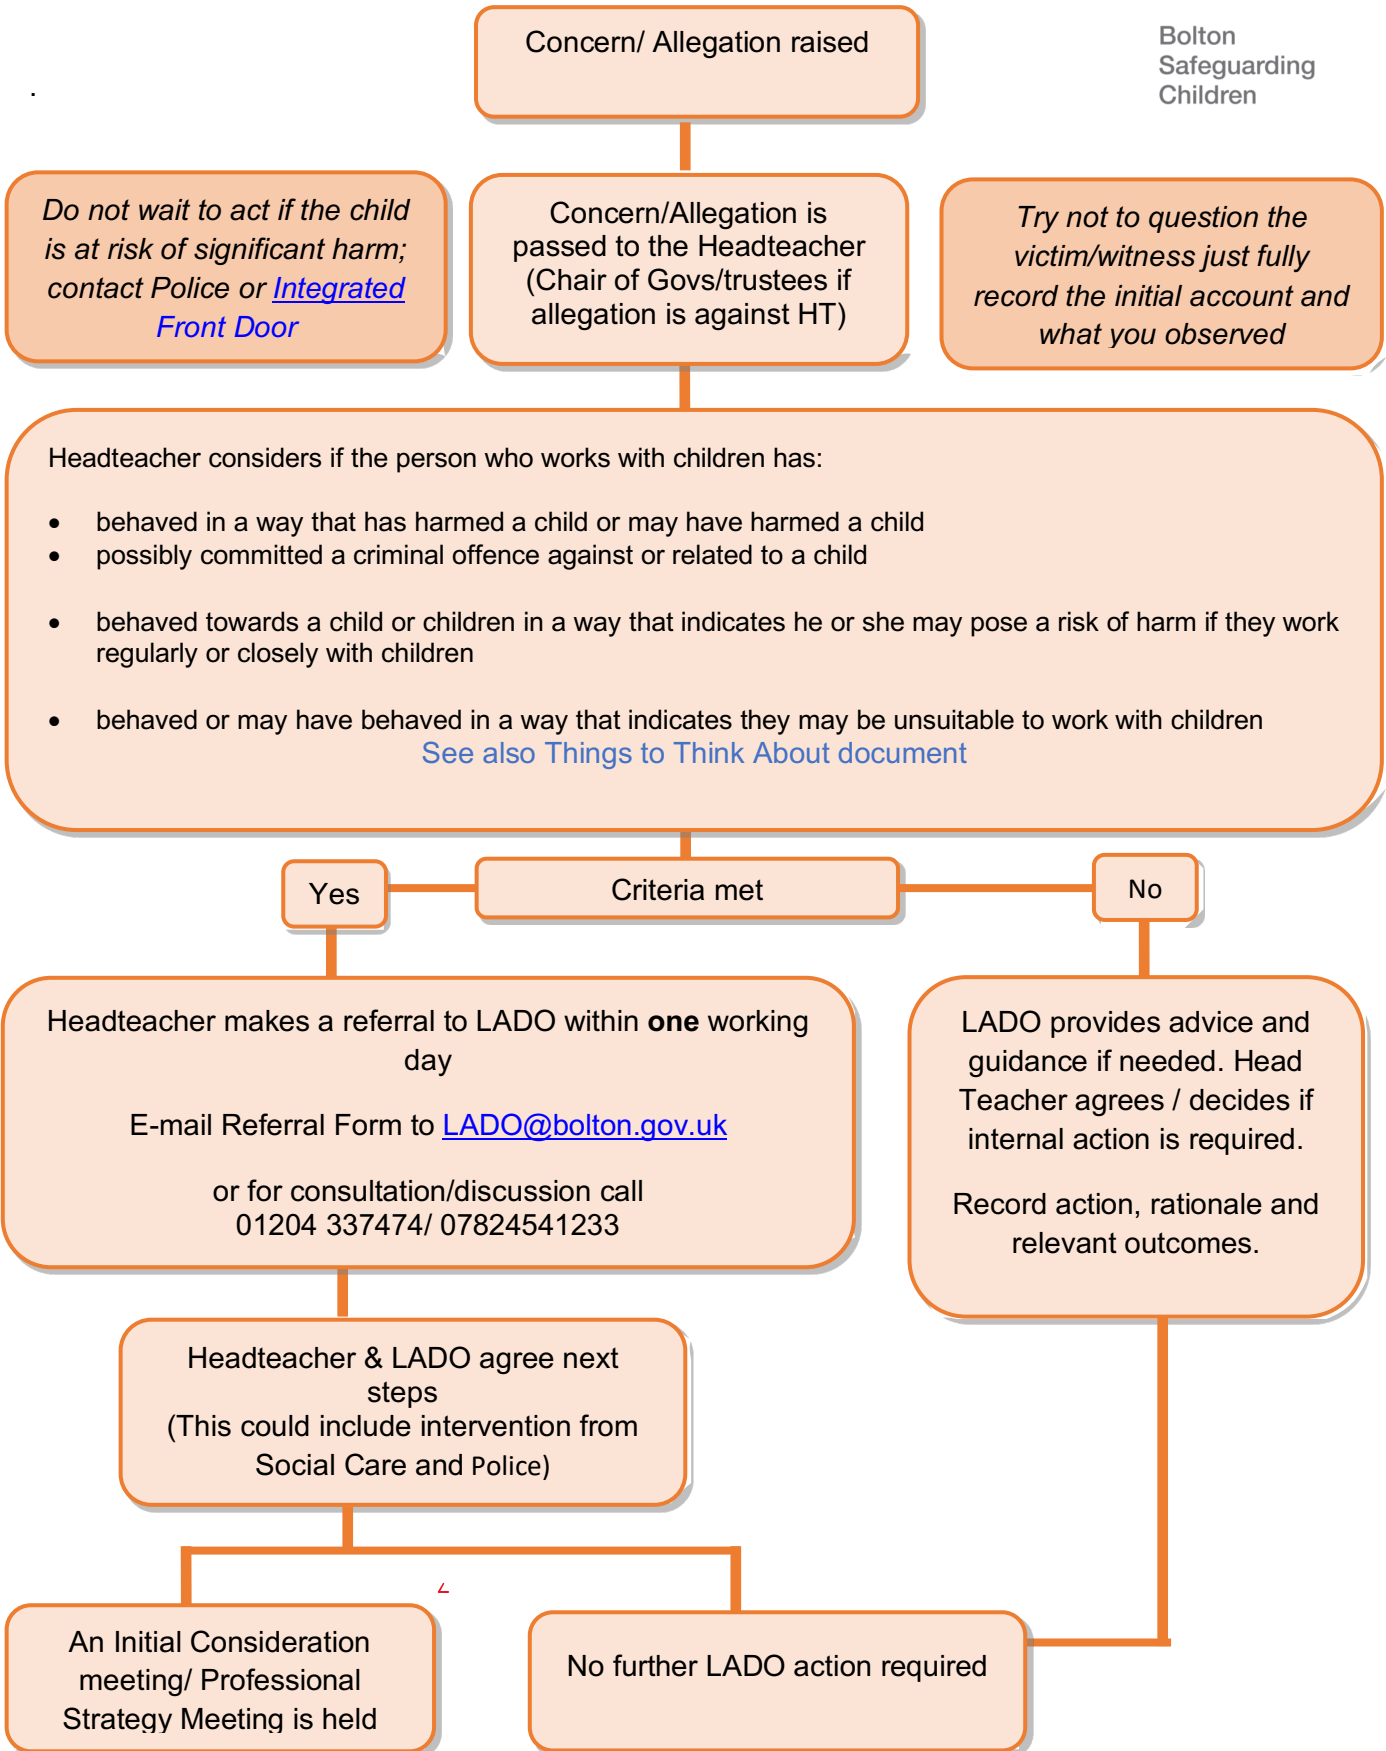 Concern/ Allegation raised
Bolton
Safeguarding
Children
.
Do not wait to act if the child
is at risk of significant harm;
contact Police or Integrated
Front Door
Concern/Allegation is
passed to the Headteacher
(Chair of Govs/trustees if
allegation is against HT)
Try not to question the
victim/witness just fully
record the initial account and
what you observed
Headteacher considers if the person who works with children has:
• behaved in a way that has harmed a child or may have harmed a child
• possibly committed a criminal offence against or related to a child
• behaved towards a child or children in a way that indicates he or she may pose a risk of harm if they work
regularly or closely with children
• behaved or may have behaved in a way that indicates they may be unsuitable to work with children
See also Things to Think About document
Yes
Criteria met
No
Headteacher makes a referral to LADO within one working
day
E-mail Referral Form to LADO@bolton.gov.uk
or for consultation/discussion call
01204 337474/ 07824541233
LADO provides advice and
guidance if needed. Head
Teacher agrees / decides if
internal action is required.
Record action, rationale and
relevant outcomes.
Headteacher & LADO agree next
steps
(This could include intervention from
Social Care and Police)
An Initial Consideration
meeting/ Professional
Strategy Meeting is held
No further LADO action required